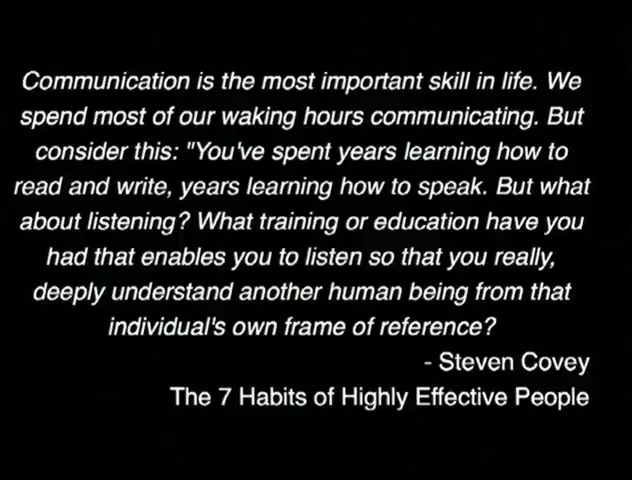 Communication is the most important skill in life. We
spend most of our waking hours communicating. But
consider this: "You've spent years learning how to
read and write, years learning how to speak. But what
about listening? What training or education have you
had that enables you to listen so that you really,
deeply understand another human being from that
individual's own frame of reference?
- Steven Covey
The 7 Habits of Highly Effective People